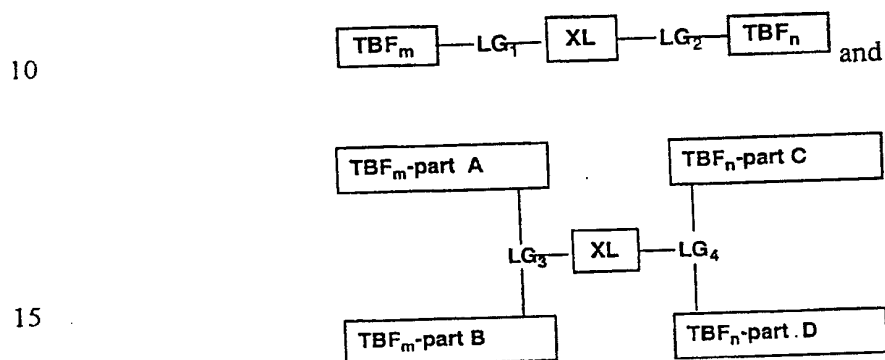 10 TBFm LG1 XL LG2 TBFn and
TBFm-part A TBFn-part C
LG3 XL LG4
15 TBFm-part B TBFn-part . D